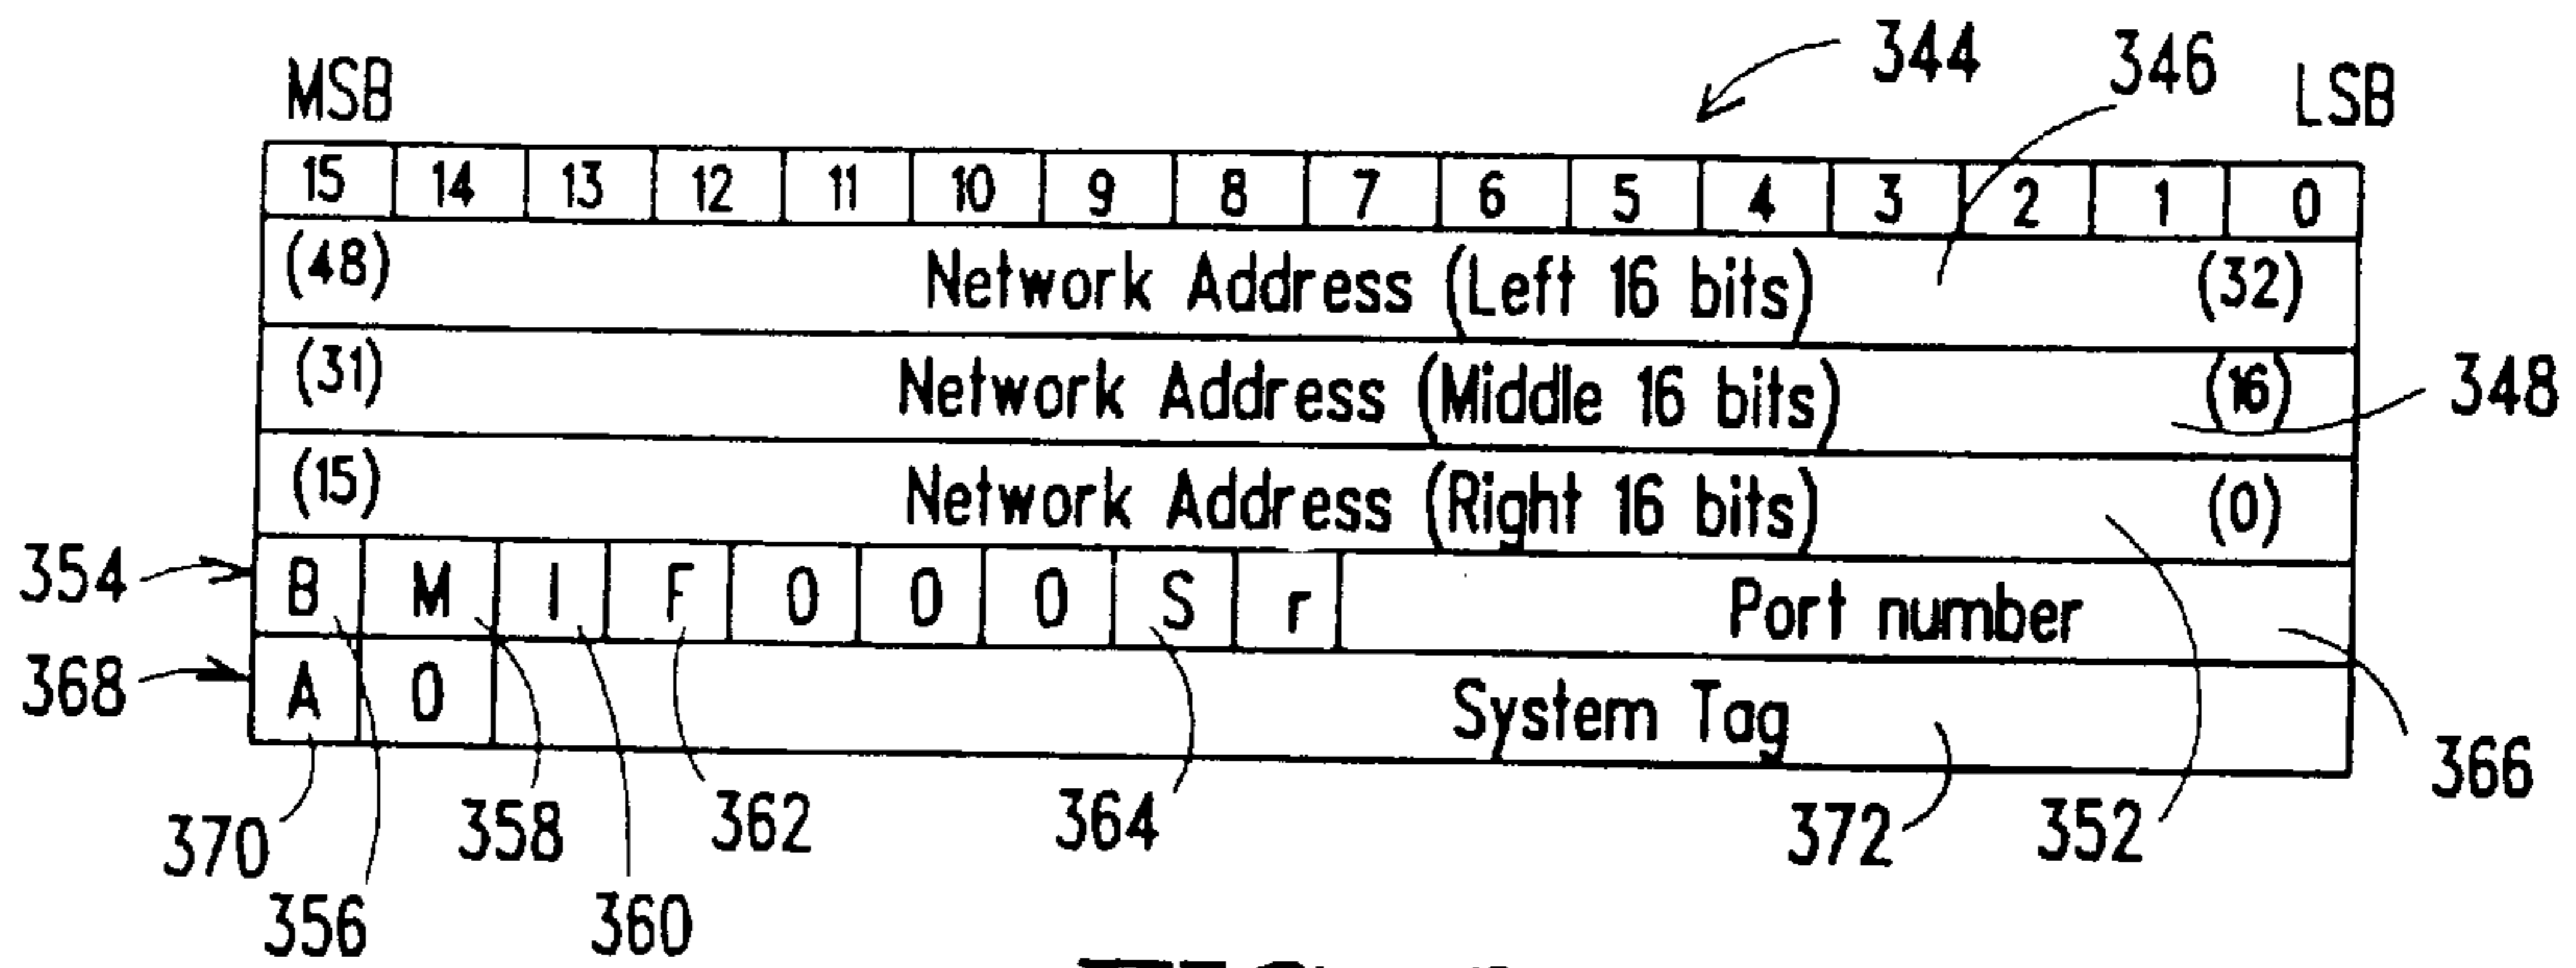 344 346
MSB LSB
15 14 13 12 11 10 9 8 7 6 5 4 3 2 1 0
(48) Network Address (Left 16 bits) (32)
(31) Network Address (Middle 16 bits) (16) 348
(15) Network Address (Right 16 bits) (0)
354 B M I F 0 0 0 S r Port number
368 A 0 System Tag
370 358 362 364 372 352 366
356 360